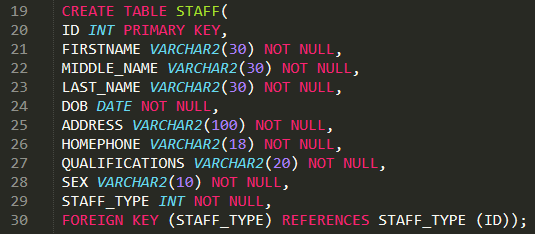 19 CREATE TABLE STAFF(
20 ID INT PRIMARY KEY,
21 FIRSTNAME VARCHAR2(30) NOT NULL,
22 MIDDLE_NAME VARCHAR2(30) NOT NULL,
23 LAST_NAME VARCHAR2(30) NOT NULL,
24 DOB DATE NOT NULL,
25 ADDRESS VARCHAR2(100) NOT NULL,
26 HOMEPHONE VARCHAR2(18) NOT NULL,
27 QUALIFICATIONS VARCHAR2(20) NOT NULL,
28 SEX VARCHAR2(10) NOT NULL,
29 STAFF_TYPE INT NOT NULL,
30 FOREIGN KEY (STAFF_TYPE) REFERENCES STAFF_TYPE (ID));